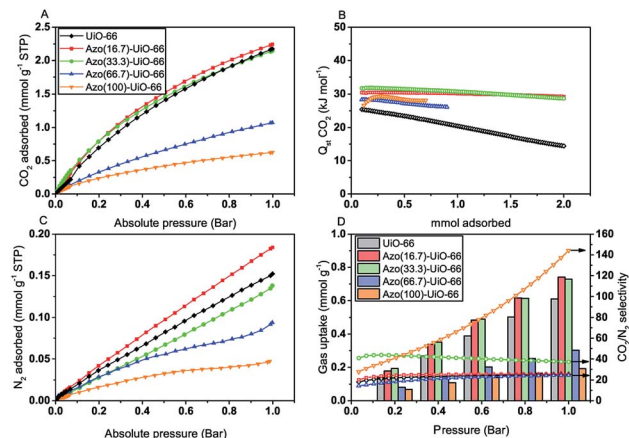 A
UiO-66
Azo(16.7)-UiO-66
Azo(33.3)-UiO-66
Azo(66.7)-UiO-66
Azo(100)-UiO-66
CO₂ adsorbed (mmol g⁻¹ STP)
2.5
2.0
1.5
1.0
0.5
0.0
0.0 0.2 0.4 0.6 0.8 1.0
Absolute pressure (Bar)
B
Qst CO₂ (kJ mol⁻¹)
50
40
30
20
10
0
0.0 0.5 1.0 1.5 2.0
mmol adsorbed
C
N₂ adsorbed (mmol g⁻¹ STP)
0.20
0.15
0.10
0.05
0.00
0.0 0.2 0.4 0.6 0.8 1.0
Absolute pressure (Bar)
D
UiO-66
Azo(16.7)-UiO-66
Azo(33.3)-UiO-66
Azo(66.7)-UiO-66
Azo(100)-UiO-66
Gas uptake (mmol g⁻¹)
1.0
0.8
0.6
0.4
0.2
0.0
0.0 0.2 0.4 0.6 0.8 1.0
Pressure (Bar)
160
140
120
100
80
60
40
20
0
CO₂/N₂ selectivity